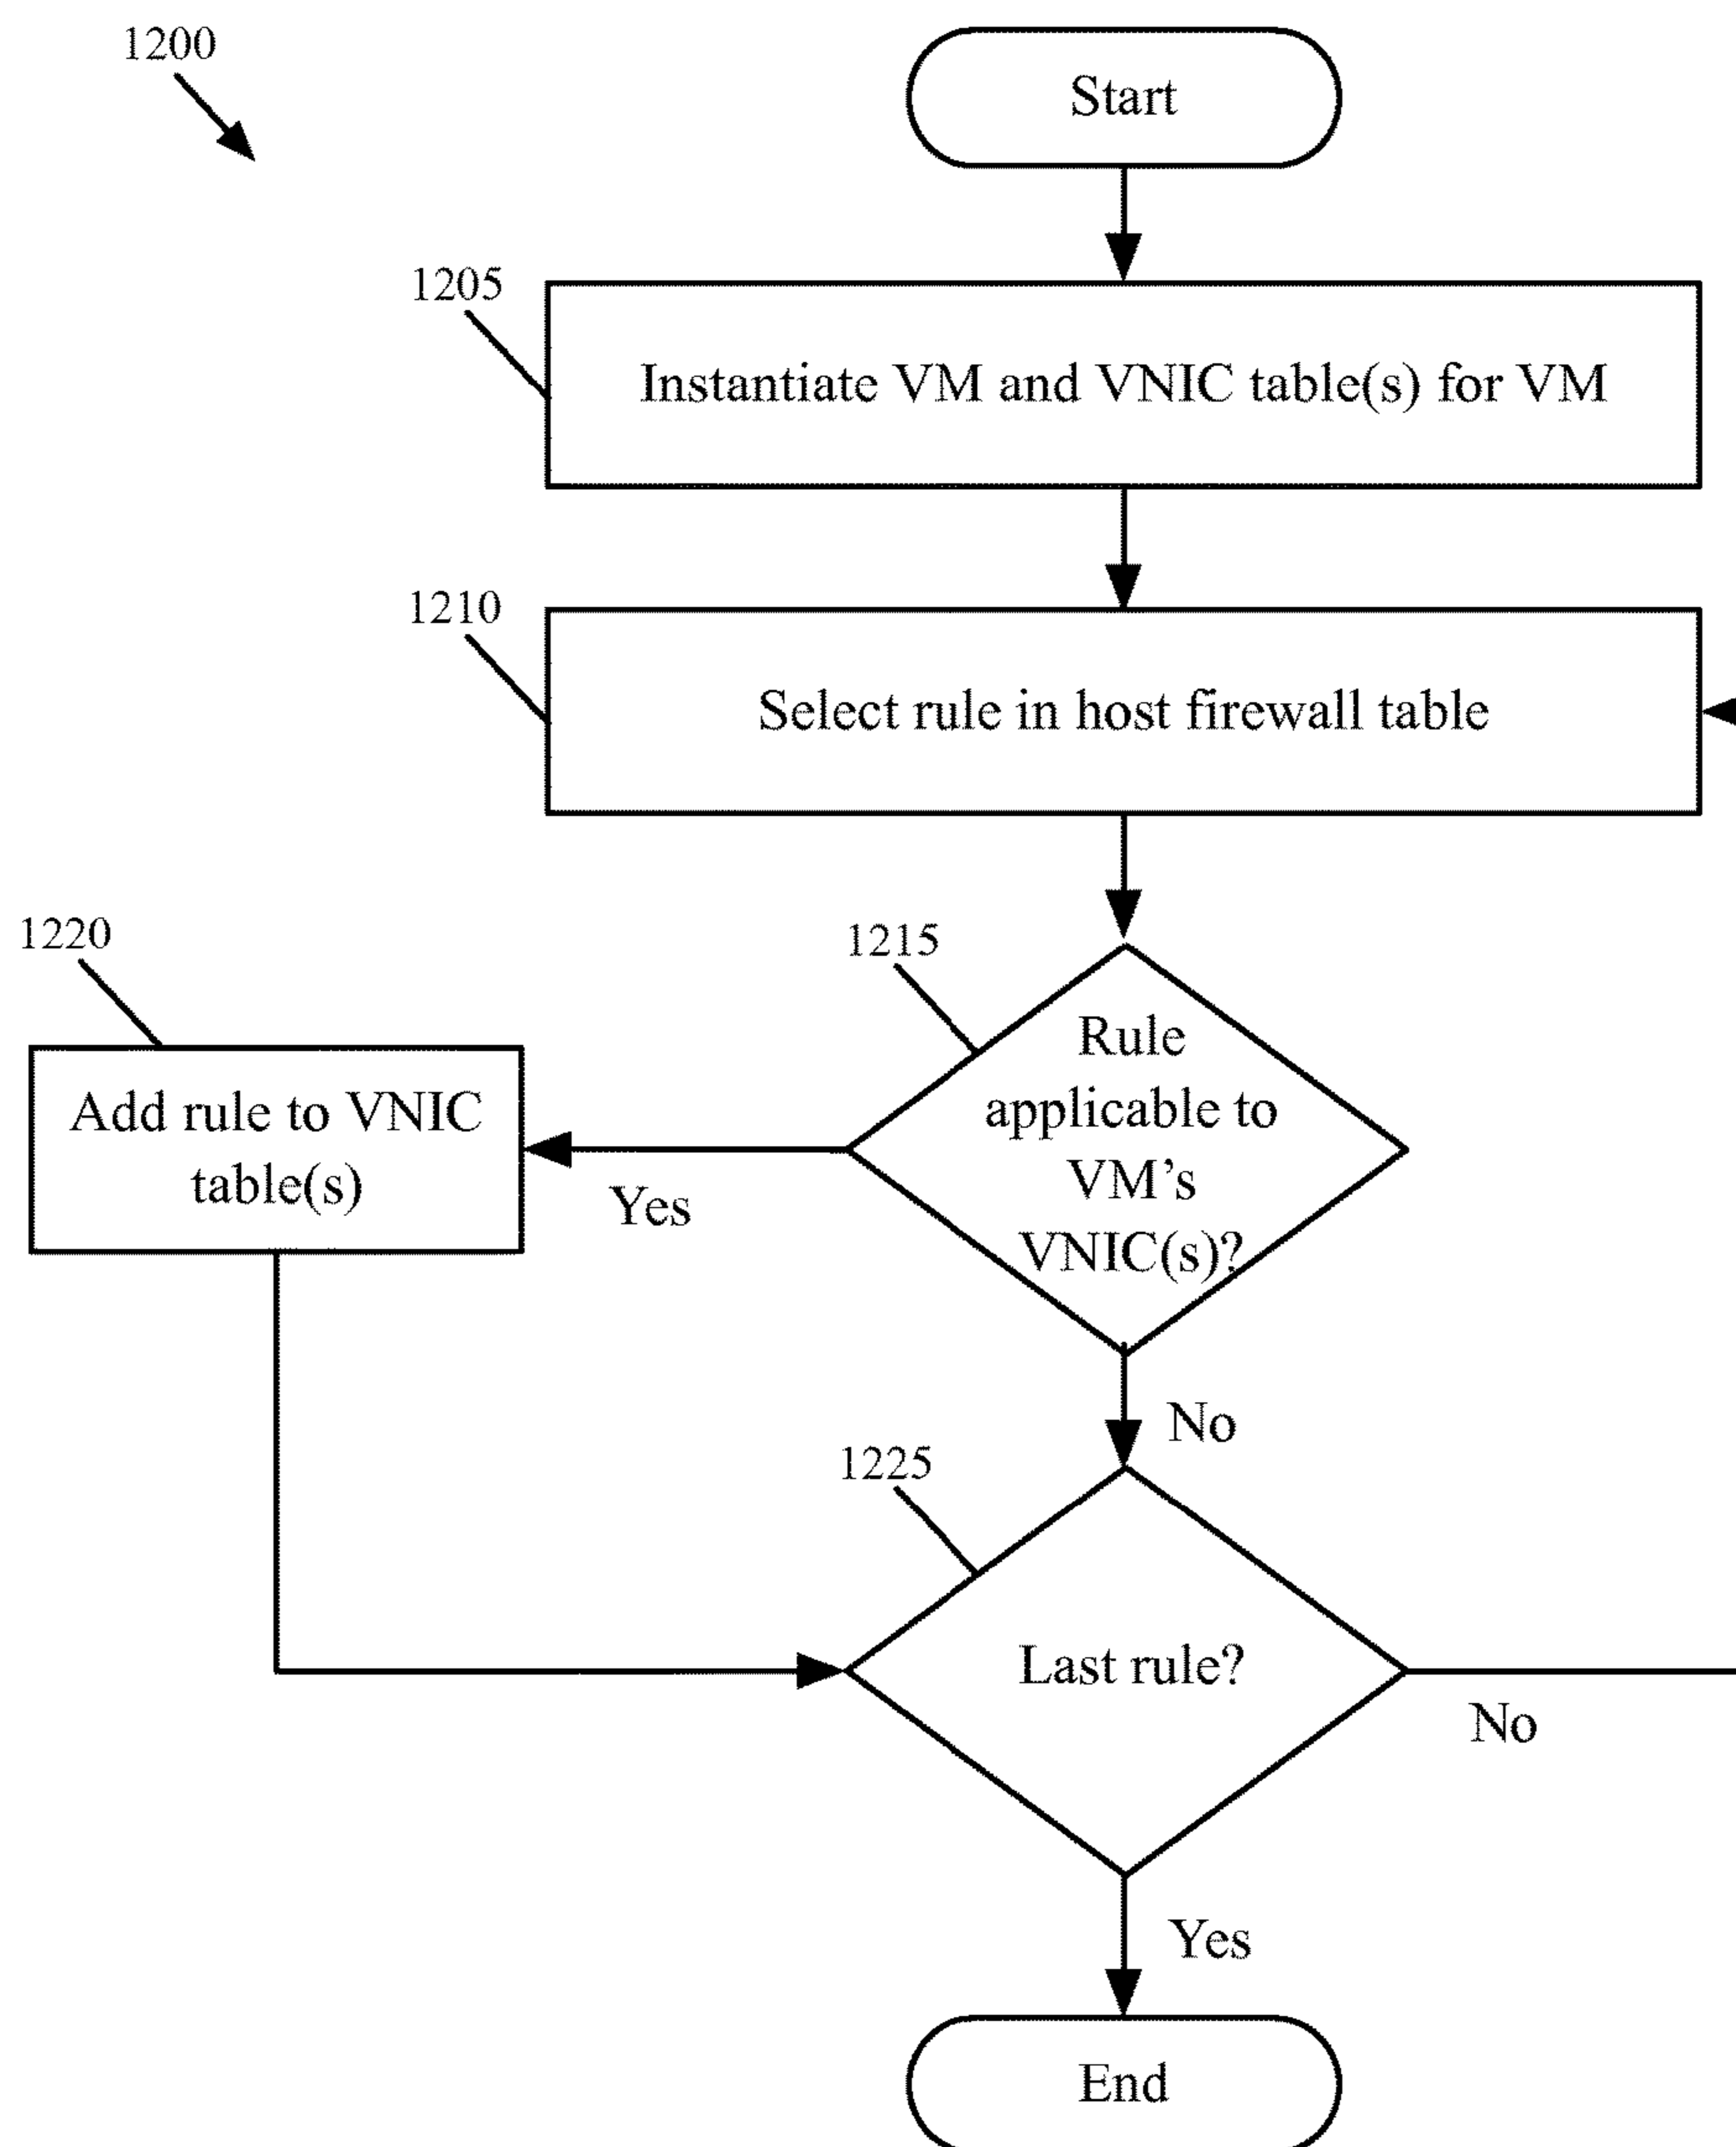 1200
Start
1205
Instantiate VM and VNIC table(s) for VM
1210
Select rule in host firewall table
1220
1215
Add rule to VNIC
table(s)
Yes
Rule
applicable to
VM’s
VNIC(s)?
No
1225
Last rule?
No
Yes
End